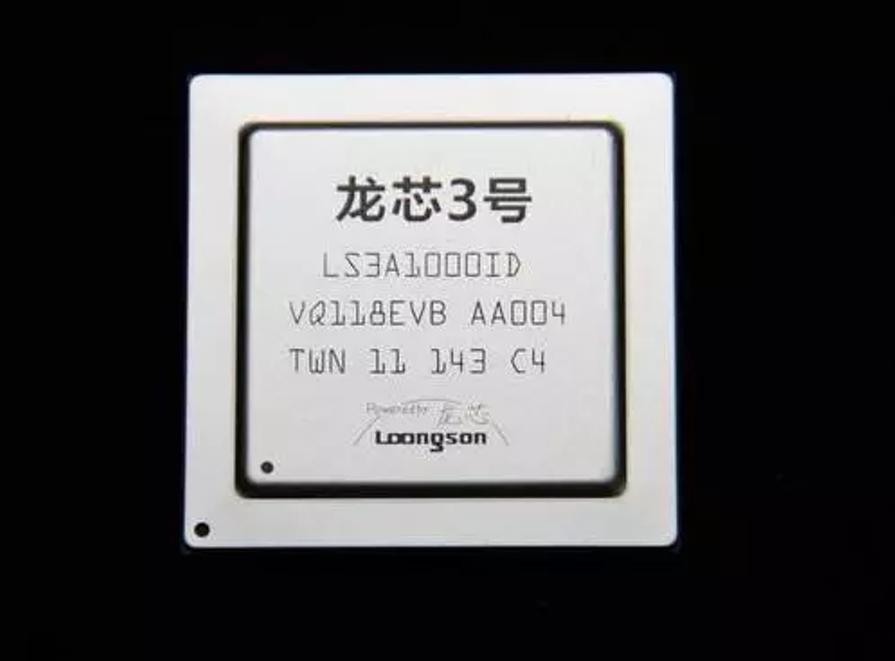 龙芯3号
LS3A1000ID
VQ118EVB AA004
TWN 11 143 C4
Powered by 龙芯
Loongson